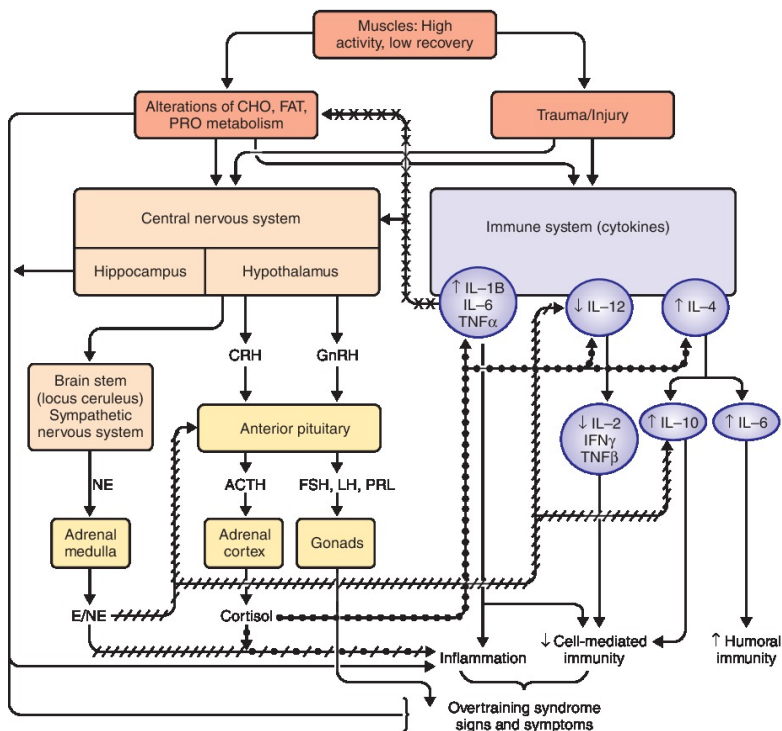 Muscles: High
activity, low recovery
Alterations of CHO, FAT,
PRO metabolism
Trauma/Injury
Central nervous system
Immune system (cytokines)
Hippocampus
Hypothalamus
↑ IL–1B
IL–6
TNFα
↓ IL–12
↑ IL–4
CRH
GnRH
Brain stem
(locus ceruleus)
Sympathetic
nervous system
Anterior pituitary
↓ IL–2
IFNγ
TNFβ
↑ IL–10
↑ IL–6
NE
ACTH
FSH, LH, PRL
Adrenal
medulla
Adrenal
cortex
Gonads
E/NE
Cortisol
Inflammation
↓ Cell-mediated
immunity
↑ Humoral
immunity
Overtraining syndrome
signs and symptoms